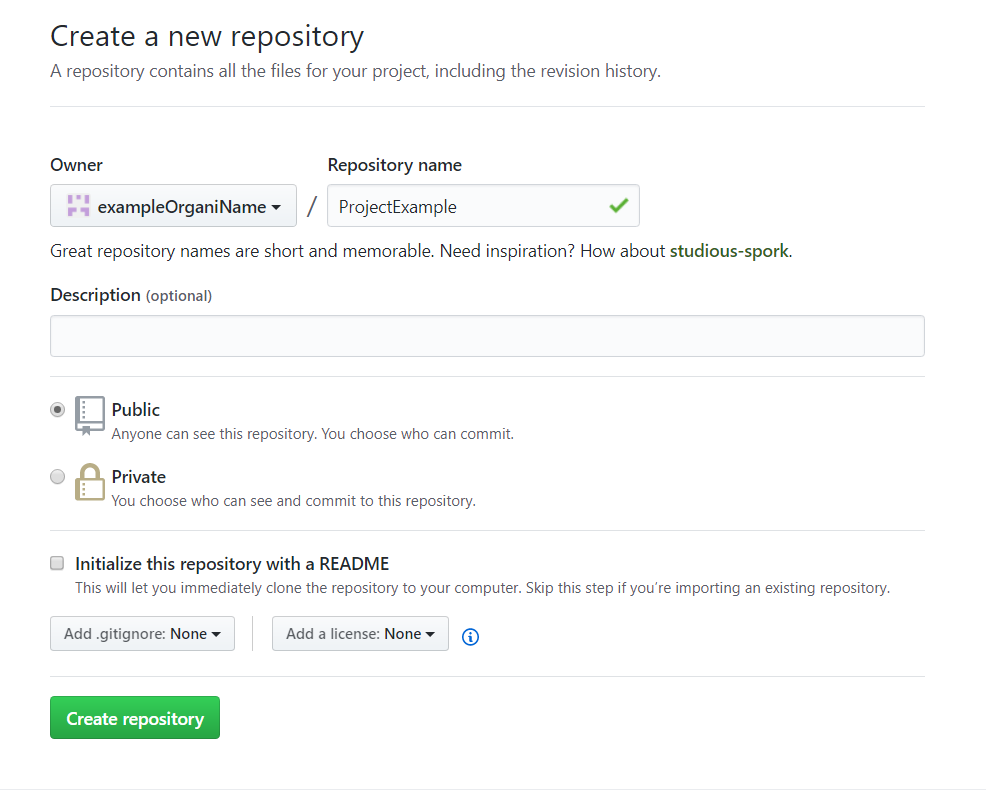 Create a new repository
A repository contains all the files for your project, including the revision history.
Owner
Repository name
exampleOrganiName / ProjectExample
Great repository names are short and memorable. Need inspiration? How about studious-spork.
Description (optional)
Public
Anyone can see this repository. You choose who can commit.
Private
You choose who can see and commit to this repository.
Initialize this repository with a README
This will let you immediately clone the repository to your computer. Skip this step if you’re importing an existing repository.
Add .gitignore: None
Add a license: None
Create repository